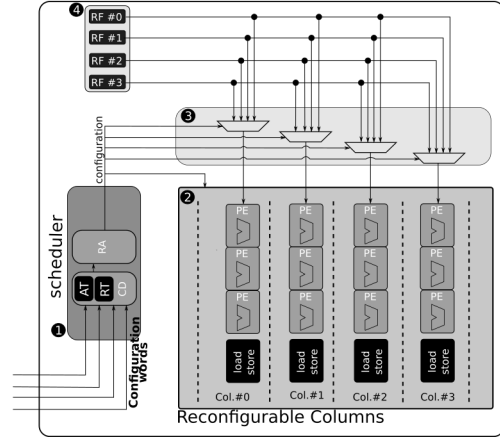 4
RF #0
RF #1
RF #2
RF #3
3
configuration
2
PE
PE
PE
PE
PE
PE
PE
PE
PE
PE
PE
PE
scheduler
RA
AT
RT
CD
1
Configuration
words
load
store
load
store
load
store
load
store
Col.#0
Col.#1
Col.#2
Col.#3
Reconfigurable Columns